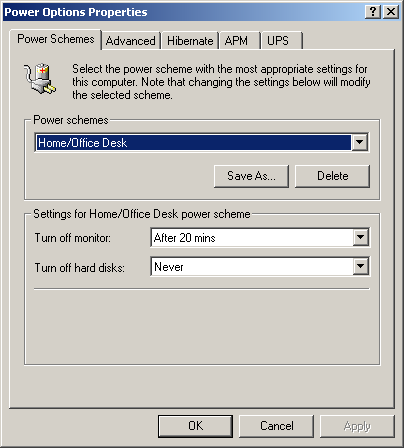 Power Options Properties
Power Schemes Advanced Hibernate APM UPS
Select the power scheme with the most appropriate settings for
this computer. Note that changing the settings below will modify
the selected scheme.
Power schemes
Home/Office Desk
Save As... Delete
Settings for Home/Office Desk power scheme
Turn off monitor: After 20 mins
Turn off hard disks: Never
OK Cancel Apply